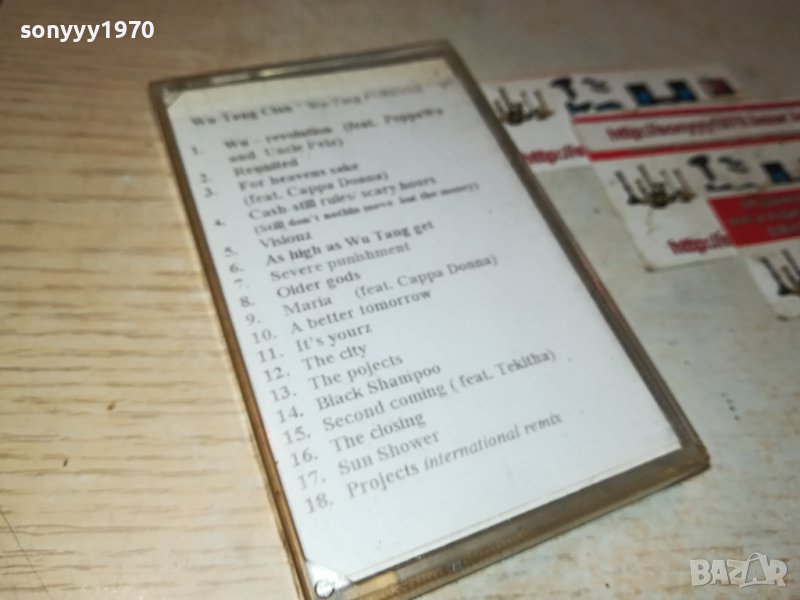 sonyyy1970
Wu Tang Clan " Wu-Tang FOREVER
1. Wu - revolution (feat. PoppaWu
and Uncle Pete)
2. Reunited
3. For heavens sake
(feat. Cappa Donna)
4. Cash still rules/ scary hours
(Still don't nothin move but the money)
5. Visionz
6. As high as Wu Tang get
7. Severe punishment
8. Older gods
9. Maria (feat. Cappa Donna)
10. A better tomorrow
11. It's yourz
12. The city
13. The pojects
14. Black Shampoo
15. Second coming ( feat. Tekitha)
16. The closing
17. Sun Shower
18. Projects international remix
BAZAR